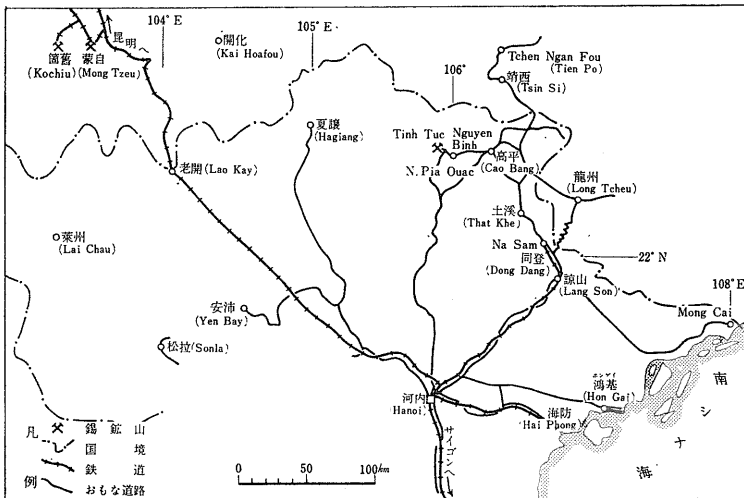 104°E
昆明へ
箇舊
(Kochiu)
蒙自
(Mong Tzeu)
開化
(Kai Hoafou)
105°E
106°
Tchen Ngan Fou
(Tien Po)
靖西
(Tsin Si)
夏讓
(Hagiang)
Tinh Tuc
Nguyen
Binh
N. Pia Ouac
高平
(Cao Bang)
龍州
(Long Tcheu)
老開(Lao Kay)
土溪
(That Khe)
萊州
(Lai Chau)
Na Sam
同登
(Dong Dang)
22°N
諒山
(Lang Son)
108°E
Mong Cai
安沛
(Yen Bay)
松拉(Sonla)
ホンゲイ
鴻基
(Hon Gai)
南シナ海
河内
(Hanoi)
海防
(Hai Phong)
サイゴンへ
凡例
錫鉱山
国境
鉄道
おもな道路
0 50 100km